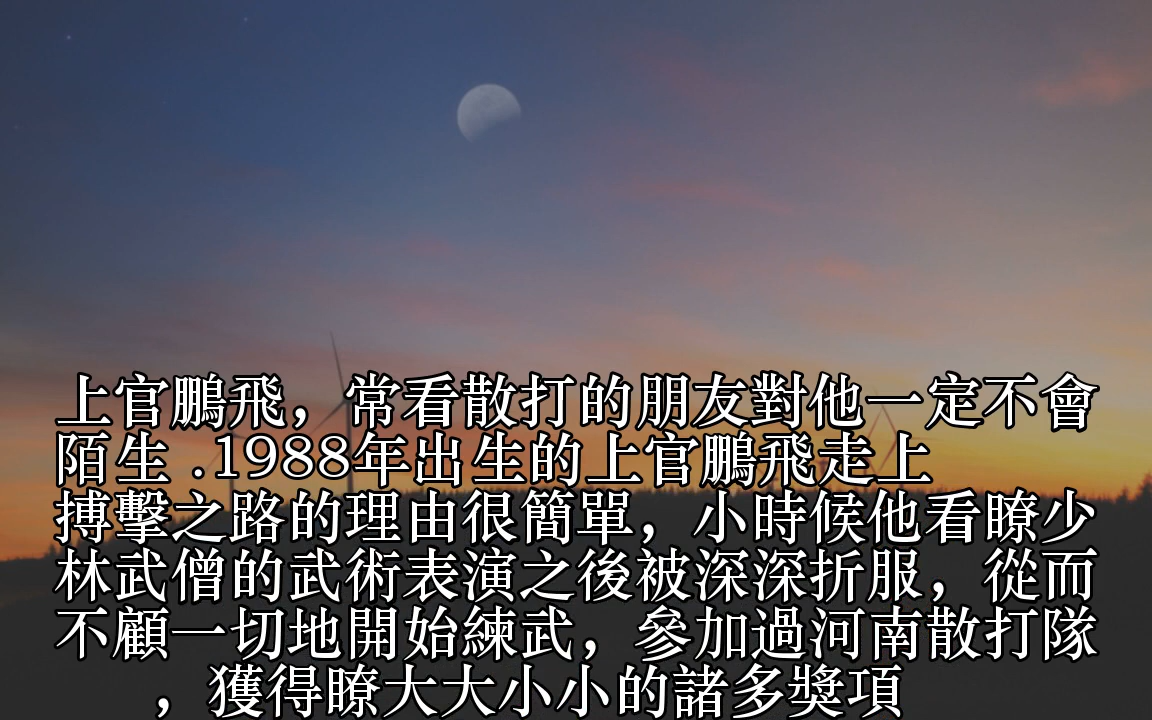 上官鵬飛，常看散打的朋友對他一定不會
陌生 .1988年出生的上官鵬飛走上
搏擊之路的理由很簡單，小時候他看瞭少
林武僧的武術表演之後被深深折服，從而
不顧一切地開始練武，參加過河南散打隊
，獲得瞭大大小小的諸多獎項